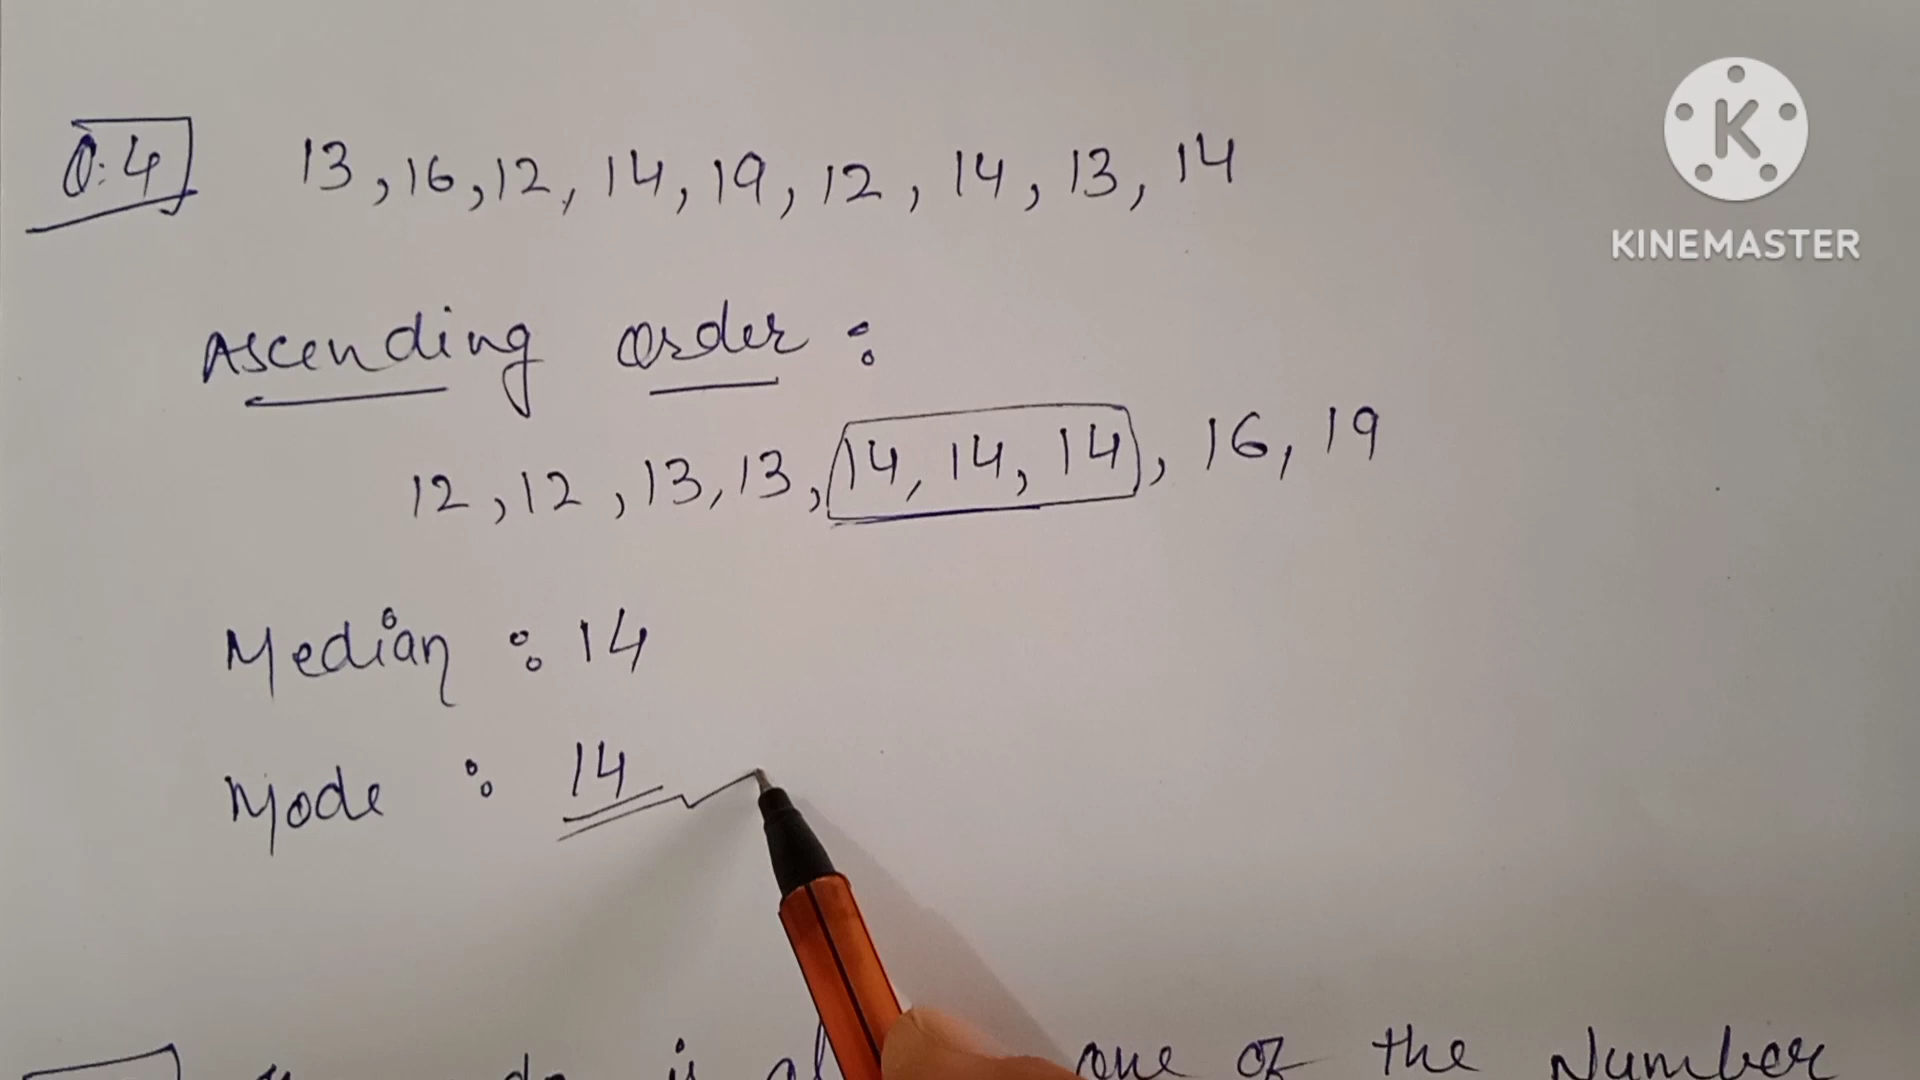 Q:4 13, 16, 12, 14, 19, 12, 14, 13, 14
KINEMASTER
Ascending order :
12, 12, 13, 13, 14, 14, 14, 16, 19
Median : 14
Mode : 14
is one of the Number